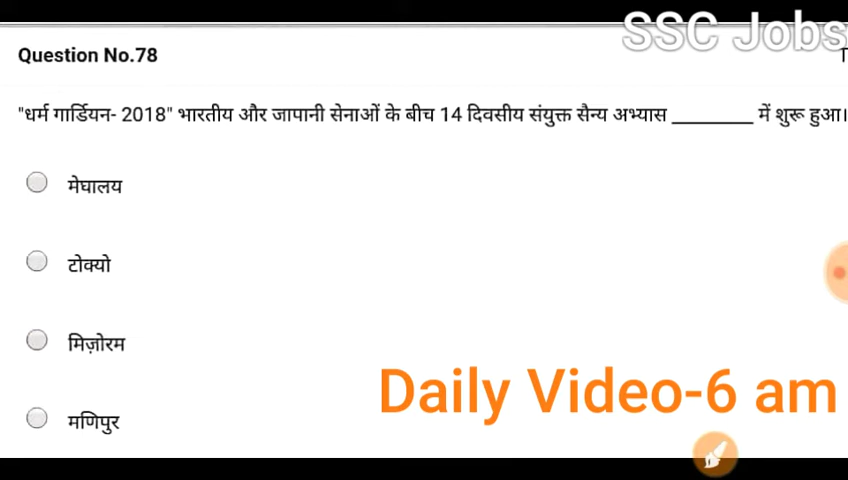 SSC Jobs
Question No.78
"धर्म गार्डियन- 2018" भारतीय और जापानी सेनाओं के बीच 14 दिवसीय संयुक्त सैन्य अभ्यास ________ में शुरू हुआ।
मेघालय
टोक्यो
मिज़ोरम
मणिपुर
Daily Video-6 am